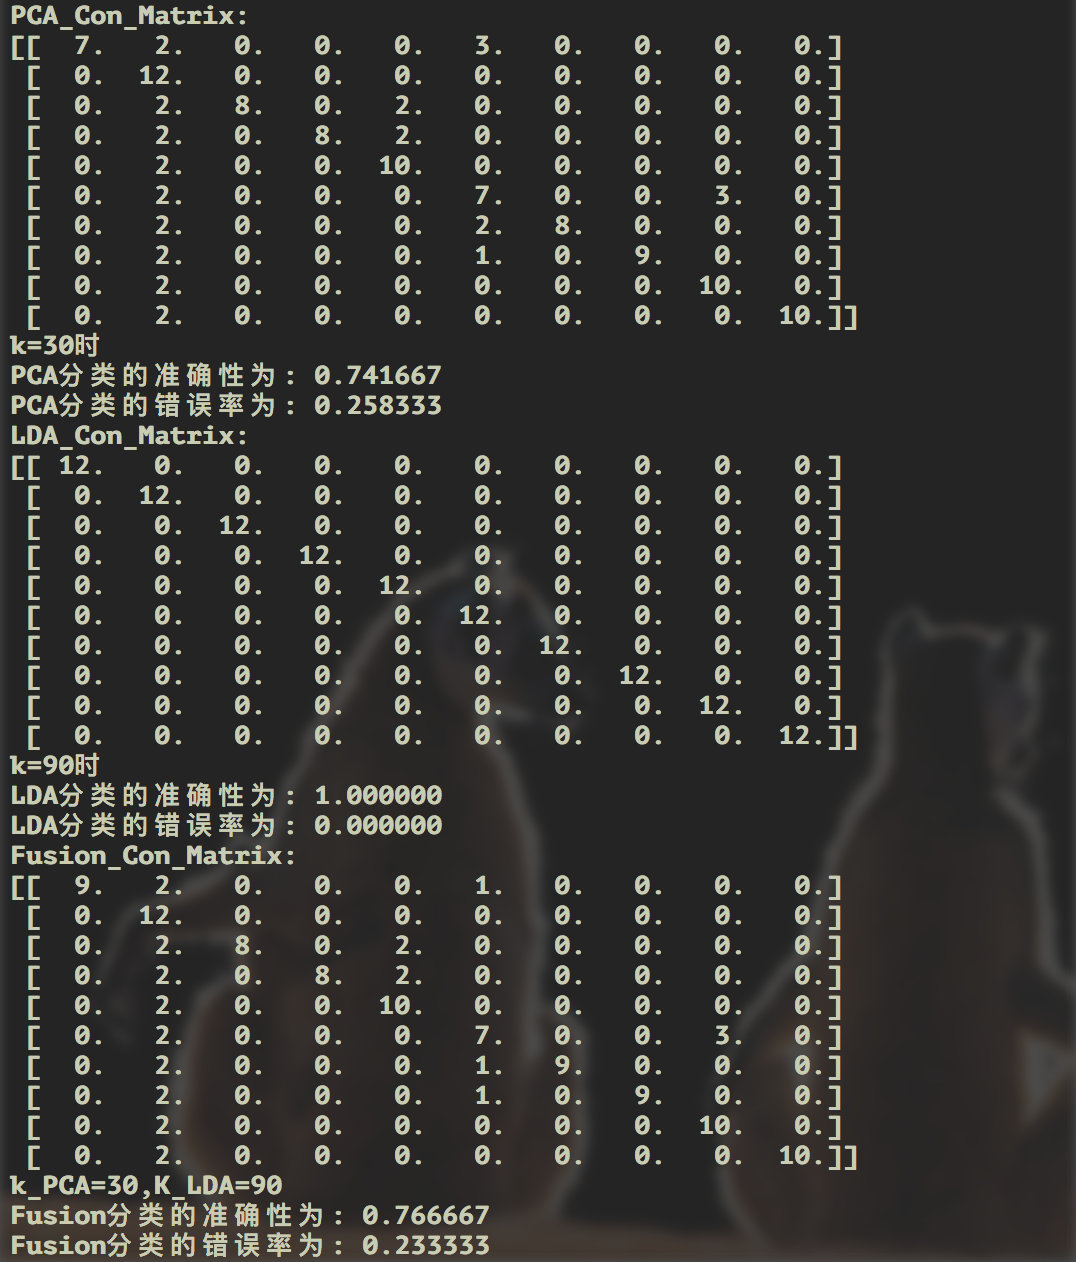 PCA_Con_Matrix:
[[ 7. 2. 0. 0. 0. 3. 0. 0. 0. 0.]
[ 0. 12. 0. 0. 0. 0. 0. 0. 0. 0.]
[ 0. 2. 8. 0. 2. 0. 0. 0. 0. 0.]
[ 0. 2. 0. 8. 2. 0. 0. 0. 0. 0.]
[ 0. 2. 0. 0. 10. 0. 0. 0. 0. 0.]
[ 0. 2. 0. 0. 0. 7. 0. 0. 3. 0.]
[ 0. 2. 0. 0. 0. 2. 8. 0. 0. 0.]
[ 0. 2. 0. 0. 0. 1. 0. 9. 0. 0.]
[ 0. 2. 0. 0. 0. 0. 0. 0. 10. 0.]
[ 0. 2. 0. 0. 0. 0. 0. 0. 0. 10.]]
k=30时
PCA分类的准确性为: 0.741667
PCA分类的错误率为: 0.258333
LDA_Con_Matrix:
[[ 12. 0. 0. 0. 0. 0. 0. 0. 0. 0.]
[ 0. 12. 0. 0. 0. 0. 0. 0. 0. 0.]
[ 0. 0. 12. 0. 0. 0. 0. 0. 0. 0.]
[ 0. 0. 0. 12. 0. 0. 0. 0. 0. 0.]
[ 0. 0. 0. 0. 12. 0. 0. 0. 0. 0.]
[ 0. 0. 0. 0. 0. 12. 0. 0. 0. 0.]
[ 0. 0. 0. 0. 0. 0. 12. 0. 0. 0.]
[ 0. 0. 0. 0. 0. 0. 0. 12. 0. 0.]
[ 0. 0. 0. 0. 0. 0. 0. 0. 12. 0.]
[ 0. 0. 0. 0. 0. 0. 0. 0. 0. 12.]]
k=90时
LDA分类的准确性为: 1.000000
LDA分类的错误率为: 0.000000
Fusion_Con_Matrix:
[[ 9. 2. 0. 0. 0. 1. 0. 0. 0. 0.]
[ 0. 12. 0. 0. 0. 0. 0. 0. 0. 0.]
[ 0. 2. 8. 0. 2. 0. 0. 0. 0. 0.]
[ 0. 2. 0. 8. 2. 0. 0. 0. 0. 0.]
[ 0. 2. 0. 0. 10. 0. 0. 0. 0. 0.]
[ 0. 2. 0. 0. 0. 7. 0. 0. 3. 0.]
[ 0. 2. 0. 0. 0. 1. 9. 0. 0. 0.]
[ 0. 2. 0. 0. 0. 1. 0. 9. 0. 0.]
[ 0. 2. 0. 0. 0. 0. 0. 0. 10. 0.]
[ 0. 2. 0. 0. 0. 0. 0. 0. 0. 10.]]
k_PCA=30,K_LDA=90
Fusion分类的准确性为: 0.766667
Fusion分类的错误率为: 0.233333